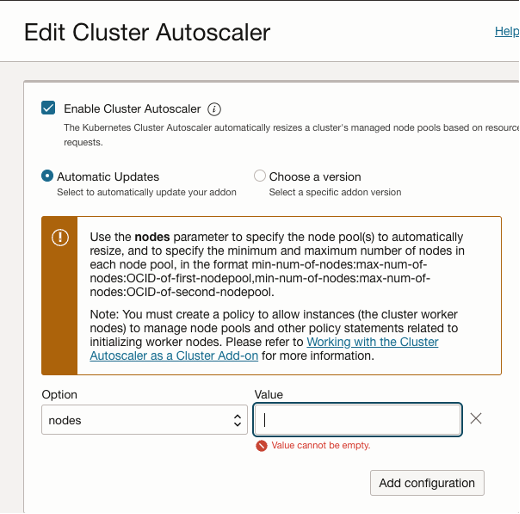 Edit Cluster Autoscaler
Help
Enable Cluster Autoscaler
The Kubernetes Cluster Autoscaler automatically resizes a cluster's managed node pools based on resource
requests.
Automatic Updates
Choose a version
Select to automatically update your addon
Select a specific addon version
Use the nodes parameter to specify the node pool(s) to automatically
resize, and to specify the minimum and maximum number of nodes in
each node pool, in the format min-num-of-nodes:max-num-of-
nodes:OCID-of-first-nodepool,min-num-of-nodes:max-num-of-
nodes:OCID-of-second-nodepool.
Note: You must create a policy to allow instances (the cluster worker
nodes) to manage node pools and other policy statements related to
initializing worker nodes. Please refer to Working with the Cluster
Autoscaler as a Cluster Add-on for more information.
Option
Value
nodes
Value cannot be empty.
Add configuration